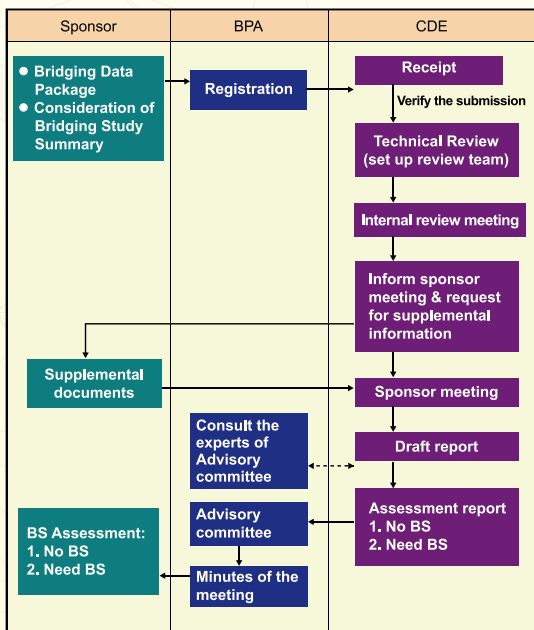 Sponsor
BPA
CDE
● Bridging Data
Package
● Consideration of
Bridging Study
Summary
Registration
Receipt
Verify the submission
Technical Review
(set up review team)
Internal review meeting
Inform sponsor
meeting & request
for supplemental
information
Supplemental
documents
Sponsor meeting
Consult the
experts of
Advisory
committee
Draft report
Assessment report
1. No BS
2. Need BS
Advisory
committee
Minutes of the
meeting
BS Assessment:
1. No BS
2. Need BS